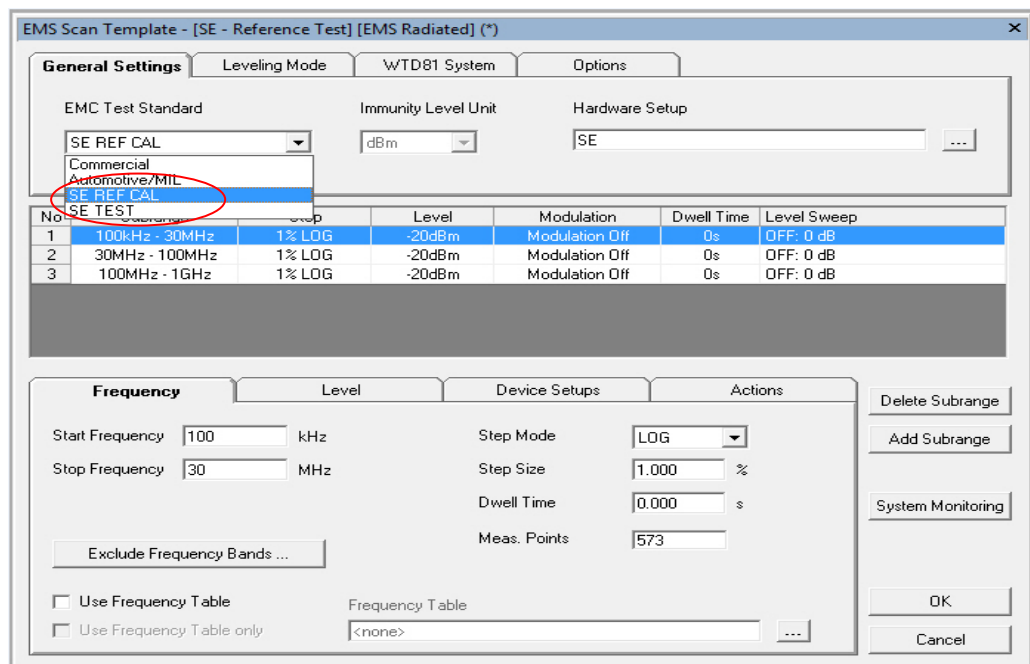 EMS Scan Template - [SE - Reference Test] [EMS Radiated] (*)
General Settings Leveling Mode WTD81 System Options
EMC Test Standard Immunity Level Unit Hardware Setup
SE REF CAL dBm SE ...
Commercial
Automotive/MIL
SE REF CAL
SE TEST
No Step Level Modulation Dwell Time Level Sweep
1 100kHz - 30MHz 1% LOG -20dBm Modulation Off 0s OFF: 0 dB
2 30MHz - 100MHz 1% LOG -20dBm Modulation Off 0s OFF: 0 dB
3 100MHz - 1GHz 1% LOG -20dBm Modulation Off 0s OFF: 0 dB
Frequency Level Device Setups Actions
Delete Subrange
Start Frequency 100 kHz Step Mode LOG Add Subrange
Stop Frequency 30 MHz Step Size 1.000 %
Dwell Time 0.000 s System Monitoring
Meas. Points 573
Exclude Frequency Bands ...
Use Frequency Table Frequency Table OK
Use Frequency Table only <none> ... Cancel